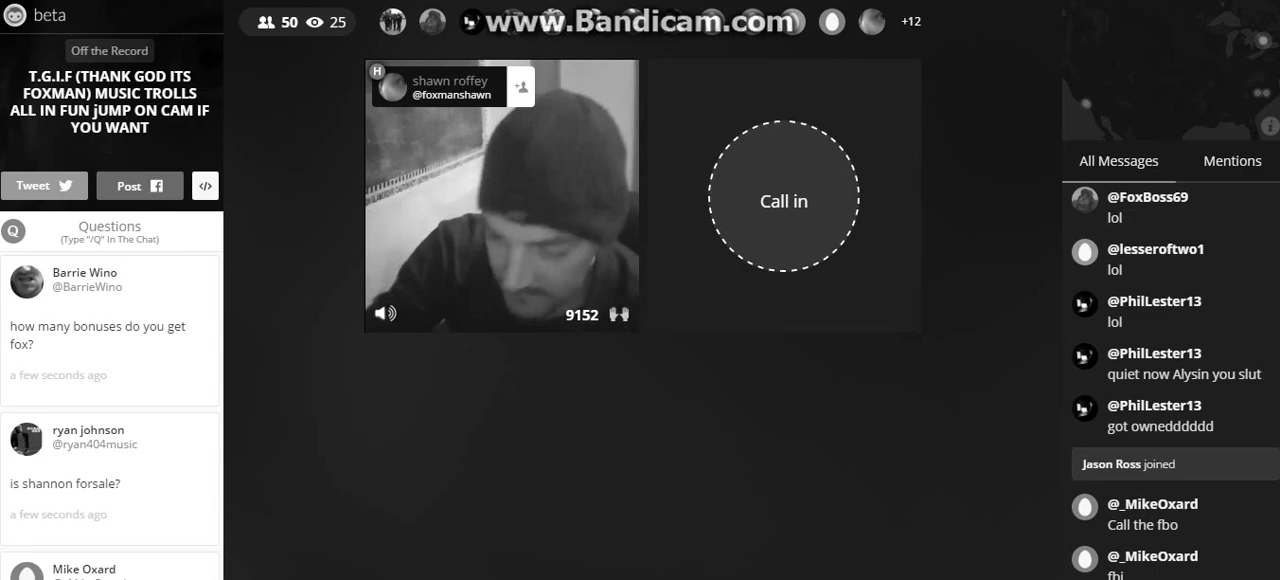 beta
50 25
www.Bandicam.com
+12
Off the Record
T.G.I.F (THANK GOD ITS
FOXMAN) MUSIC TROLLS
ALL IN FUN jUMP ON CAM IF
YOU WANT
Tweet
Post
</>
Q
Questions
(Type "/Q" In The Chat)
Barrie Wino
@BarrieWino
how many bonuses do you get
fox?
a few seconds ago
ryan johnson
@ryan404music
is shannon forsale?
a few seconds ago
Mike Oxard
H
shawn roffey
@foxmanshawn
9152
Call in
All Messages
Mentions
@FoxBoss69
lol
@lesseroftwo1
lol
@PhilLester13
lol
@PhilLester13
quiet now Alysin you slut
@PhilLester13
got owneddddd
Jason Ross joined
@_MikeOxard
Call the fbo
@_MikeOxard
fbi